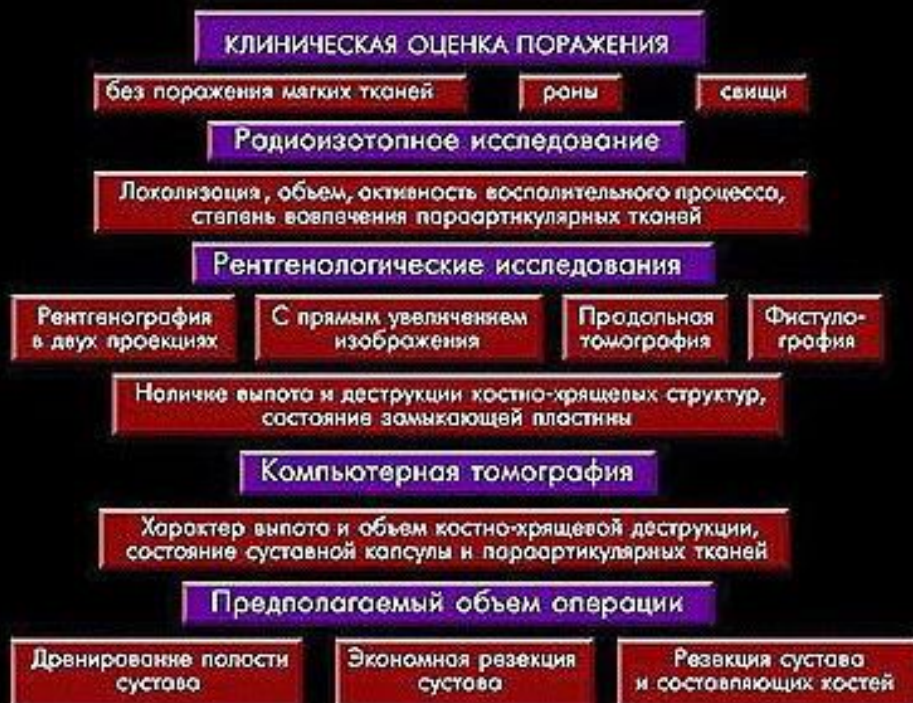 КЛИНИЧЕСКАЯ ОЦЕНКА ПОРАЖЕНИЯ
без поражения мягких тканей
раны
свищи
Радиоизотопное исследование
Локализация, объем, активность воспалительного процесса,
степень вовлечения параартикулярных тканей
Рентгенологические исследования
Рентгенография
в двух проекциях
С прямым увеличением
изображения
Продольная
томография
Фистуло-
графия
Наличие выпота и деструкции костно-хрящевых структур,
состояние замыкающей пластины
Компьютерная томография
Характер выпота и объем костно-хрящевой деструкции,
состояние суставной капсулы и параартикулярных тканей
Предполагаемый объем операции
Дренирование полости
сустава
Экономная резекция
сустава
Резекция сустава
и составляющих костей